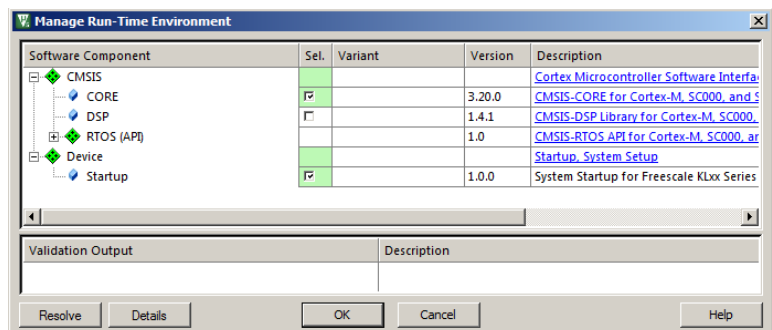 Manage Run-Time Environment
Software Component Sel. Variant Version Description
CMSIS Cortex Microcontroller Software Interfa
CORE 3.20.0 CMSIS-CORE for Cortex-M, SC000, and S
DSP 1.4.1 CMSIS-DSP Library for Cortex-M, SC000,
RTOS (API) 1.0 CMSIS-RTOS API for Cortex-M, SC000, ar
Device Startup, System Setup
Startup 1.0.0 System Startup for Freescale KLxx Series
Validation Output Description
Resolve Details OK Cancel Help